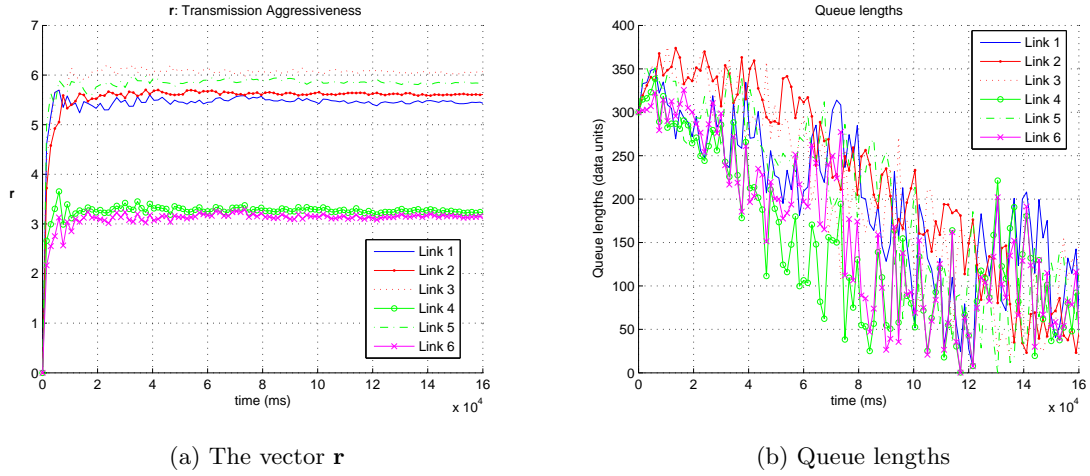 r: Transmission Aggressiveness
7
6
5
4
3
2
1
0
r
0
2
4
6
8
10
12
14
16
time (ms)
x 10^4
Link 1
Link 2
Link 3
Link 4
Link 5
Link 6
(a) The vector r
Queue lengths
400
350
300
250
200
150
100
50
0
Queue lengths (data units)
0
2
4
6
8
10
12
14
16
time (ms)
x 10^4
Link 1
Link 2
Link 3
Link 4
Link 5
Link 6
(b) Queue lengths